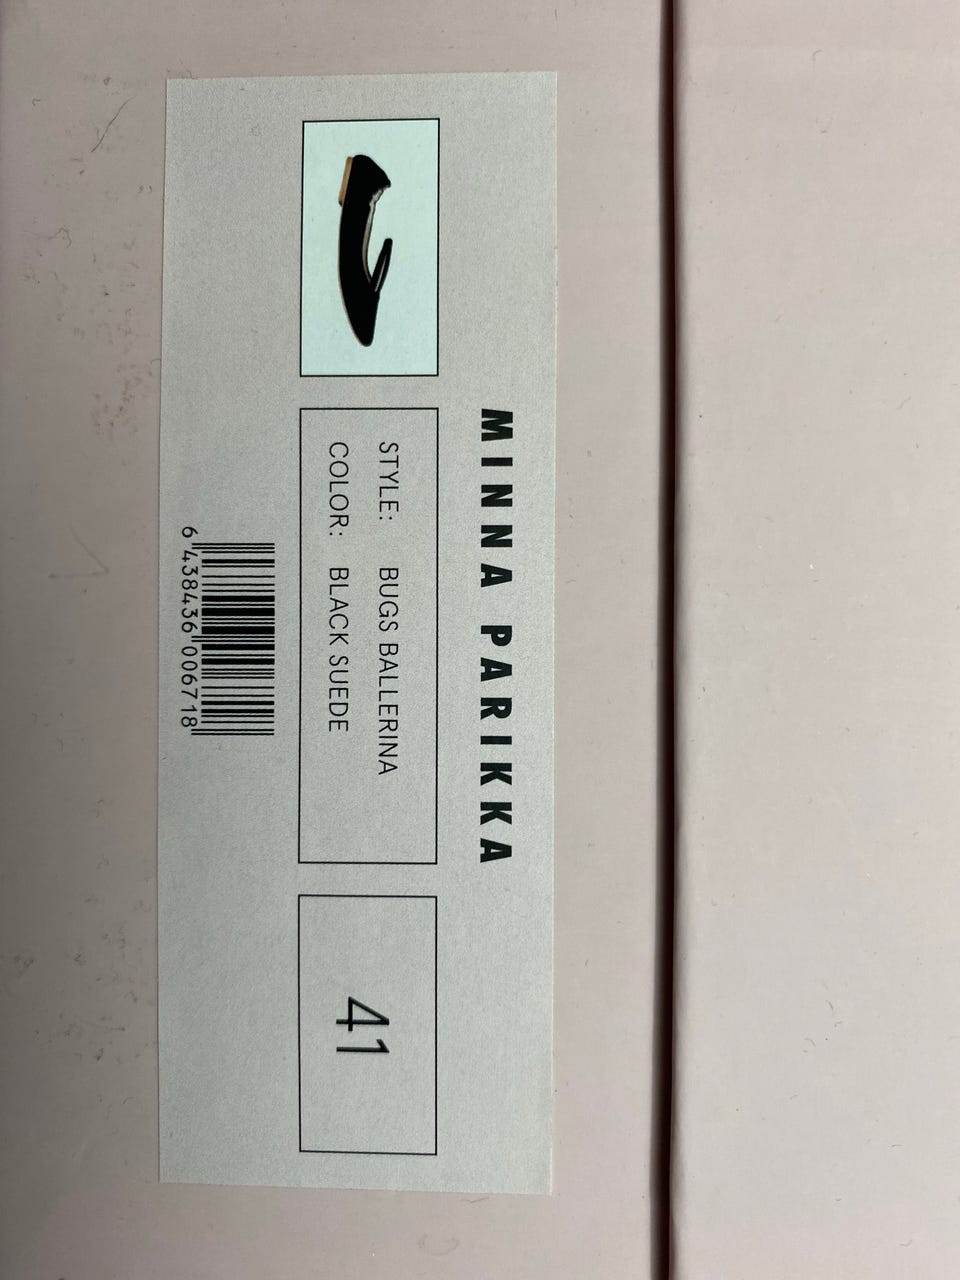 MINNA PARIKKA
STYLE: BUGS BALLERINA
COLOR: BLACK SUEDE
41
6 438436 006718